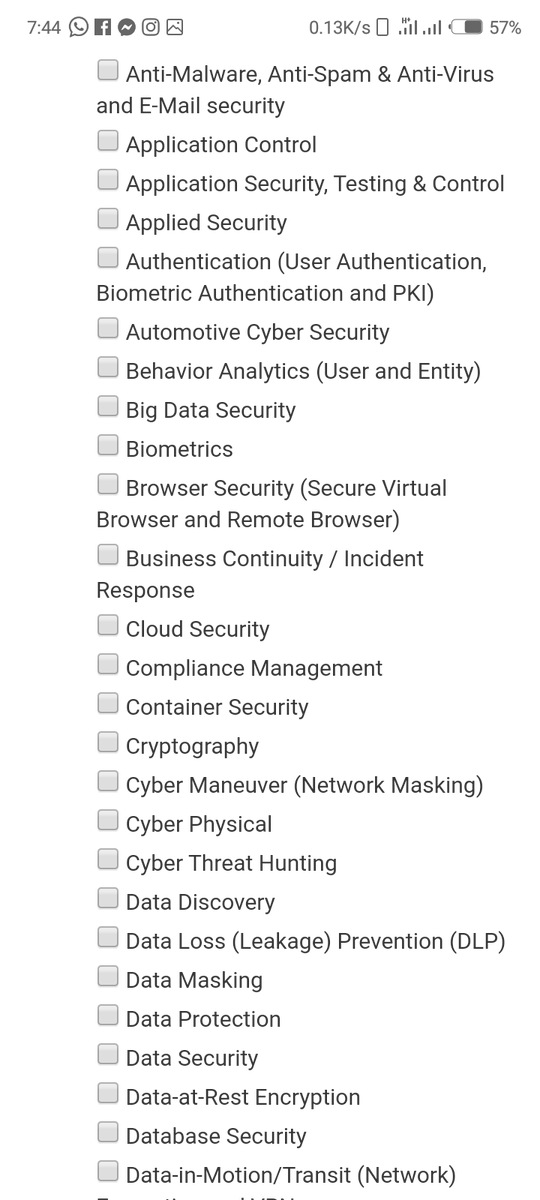 7:44 0.13K/s 57%
Anti-Malware, Anti-Spam & Anti-Virus
and E-Mail security
Application Control
Application Security, Testing & Control
Applied Security
Authentication (User Authentication,
Biometric Authentication and PKI)
Automotive Cyber Security
Behavior Analytics (User and Entity)
Big Data Security
Biometrics
Browser Security (Secure Virtual
Browser and Remote Browser)
Business Continuity / Incident
Response
Cloud Security
Compliance Management
Container Security
Cryptography
Cyber Maneuver (Network Masking)
Cyber Physical
Cyber Threat Hunting
Data Discovery
Data Loss (Leakage) Prevention (DLP)
Data Masking
Data Protection
Data Security
Data-at-Rest Encryption
Database Security
Data-in-Motion/Transit (Network)